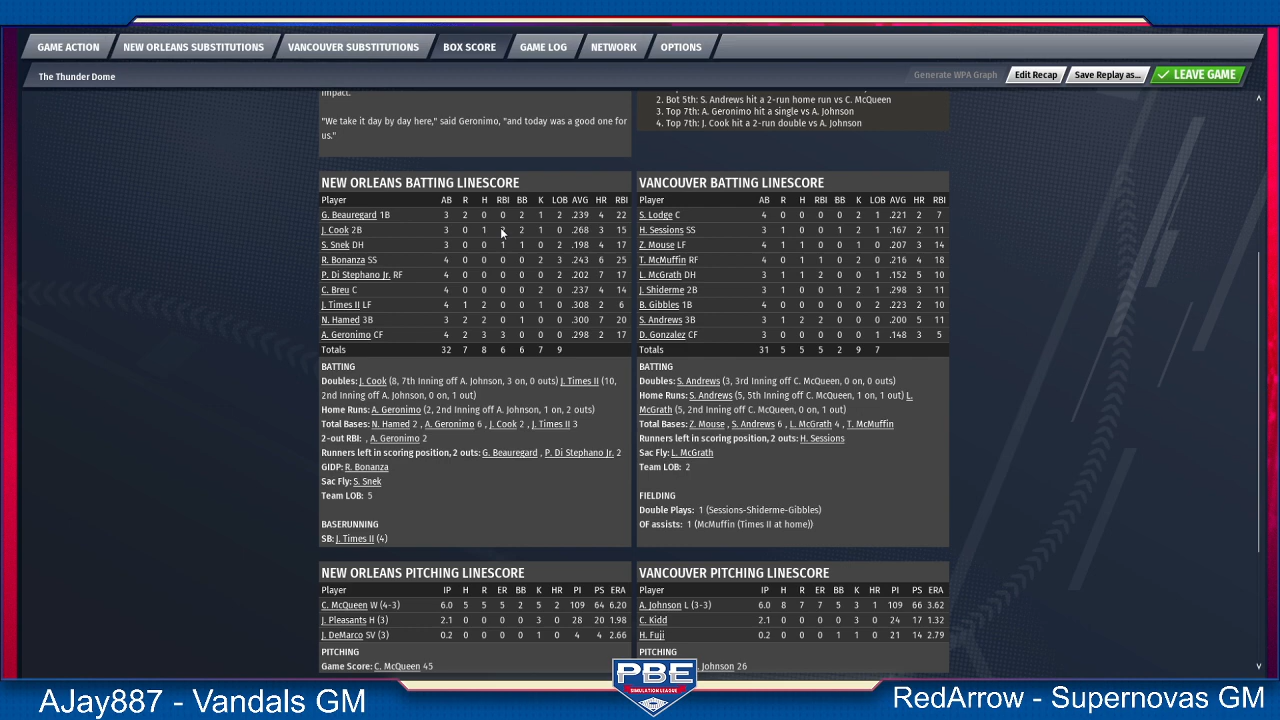 GAME ACTION NEW ORLEANS SUBSTITUTIONS VANCOUVER SUBSTITUTIONS BOX SCORE GAME LOG NETWORK OPTIONS
The Thunder Dome Generate WPA Graph Edit Recap Save Replay as... LEAVE GAME
impact.
"We take it day by day here," said Geronimo, "and today was a good one for
us."
2. Bot 5th: S. Andrews hit a 2-run home run vs C. McQueen
3. Top 7th: A. Geronimo hit a single vs A. Johnson
4. Top 7th: J. Cook hit a 2-run double vs A. Johnson
NEW ORLEANS BATTING LINESCORE
Player AB R H RBI BB K LOB AVG HR RBI
G. Beauregard 1B 3 2 0 0 2 1 2 .239 4 22
J. Cook 2B 3 0 1 2 1 0 .268 3 15
S. Snek DH 3 0 0 1 1 0 2 .198 4 17
R. Bonanza SS 4 0 0 0 0 2 3 .243 6 25
P. Di Stephano Jr. RF 4 0 0 0 0 0 2 .202 7 17
C. Breu C 4 0 0 0 0 2 0 .237 4 14
J. Times II LF 4 1 2 0 0 1 0 .308 2 6
N. Hamed 3B 3 2 2 0 1 0 0 .300 7 20
A. Geronimo CF 4 2 3 3 0 0 0 .298 2 17
Totals 32 7 8 6 6 7 9
BATTING
Doubles: J. Cook (8, 7th Inning off A. Johnson, 3 on, 0 outs) J. Times II (10,
2nd Inning off A. Johnson, 0 on, 1 out)
Home Runs: A. Geronimo (2, 2nd Inning off A. Johnson, 1 on, 2 outs)
Total Bases: N. Hamed 2 , A. Geronimo 6 , J. Cook 2 , J. Times II 3
2-out RBI: , A. Geronimo 2
Runners left in scoring position, 2 outs: G. Beauregard , P. Di Stephano Jr. 2
GIDP: R. Bonanza
Sac Fly: S. Snek
Team LOB: 5
BASERUNNING
SB: J. Times II (4)
VANCOUVER BATTING LINESCORE
Player AB R H RBI BB K LOB AVG HR RBI
S. Lodge C 4 0 0 0 0 2 1 .221 2 7
H. Sessions SS 3 1 0 0 1 2 1 .167 2 11
Z. Mouse LF 4 1 1 0 0 1 0 .207 3 14
T. McMuffin RF 4 0 1 1 0 2 0 .216 4 18
L. McGrath DH 3 1 1 2 0 0 1 .152 5 10
J. Shiderme 2B 3 1 0 0 1 2 1 .298 3 11
B. Gibbles 1B 4 0 0 0 0 0 2 .223 2 10
S. Andrews 3B 3 1 2 2 0 0 0 .200 5 11
D. Gonzalez CF 3 0 0 0 0 0 1 .148 3 5
Totals 31 5 5 5 2 9 7
BATTING
Doubles: S. Andrews (3, 3rd Inning off C. McQueen, 0 on, 0 outs)
Home Runs: S. Andrews (5, 5th Inning off C. McQueen, 1 on, 1 out) L.
McGrath (5, 2nd Inning off C. McQueen, 0 on, 1 out)
Total Bases: Z. Mouse , S. Andrews 6 , L. McGrath 4 , T. McMuffin
Runners left in scoring position, 2 outs: H. Sessions
Sac Fly: L. McGrath
Team LOB: 2
FIELDING
Double Plays: 1 (Sessions-Shiderme-Gibbles)
OF assists: 1 (McMuffin (Times II at home))
NEW ORLEANS PITCHING LINESCORE
Player IP H R ER BB K HR PI PS ERA
C. McQueen W (4-3) 6.0 5 5 5 2 5 2 109 64 6.20
J. Pleasants H (3) 2.1 0 0 0 0 3 0 28 20 1.98
J. DeMarco SV (3) 0.2 0 0 0 0 1 0 4 4 2.66
PITCHING
Game Score: C. McQueen 45
VANCOUVER PITCHING LINESCORE
Player IP H R ER BB K HR PI PS ERA
A. Johnson L (3-3) 6.0 8 7 7 5 3 1 109 66 3.62
C. Kidd 2.1 0 0 0 0 3 0 24 17 1.32
H. Fuji 0.2 0 0 0 1 1 0 21 14 2.79
PITCHING
Johnson 26
PBE
SIMULATION LEAGUE
AJay887 - Vandals GM
RedArrow - Supernovas GM